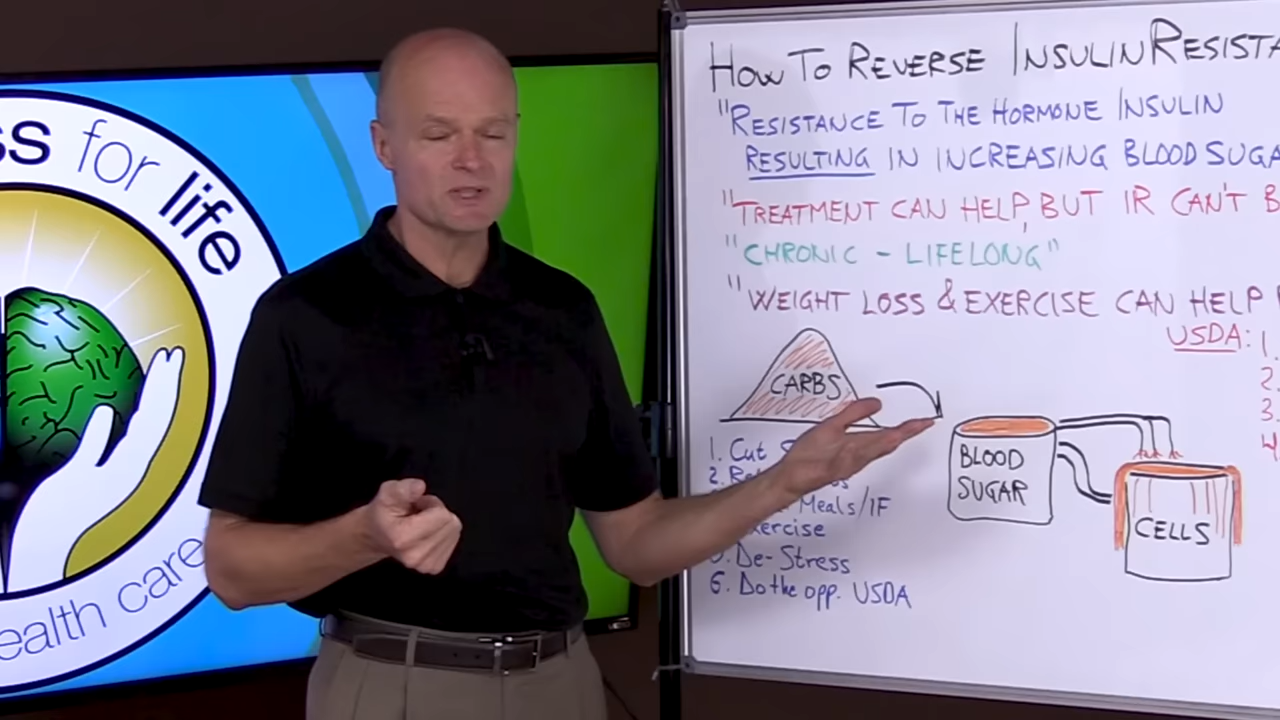 ss for life
ealth care
HOW TO REVERSE INSULIN RESISTA
"RESISTANCE TO THE HORMONE INSULIN
RESULTING IN INCREASING BLOOD SUGA
"TREATMENT CAN HELP, BUT IR CAN'T B
"CHRONIC - LIFELONG"
"WEIGHT LOSS & EXERCISE CAN HELP
USDA: 1.
2.
3.
4
CARBS
1. Cut S
2. Re
Meals/IF
xercise
5. De-Stress
6. Do the opp. USDA
BLOOD
SUGAR
CELLS